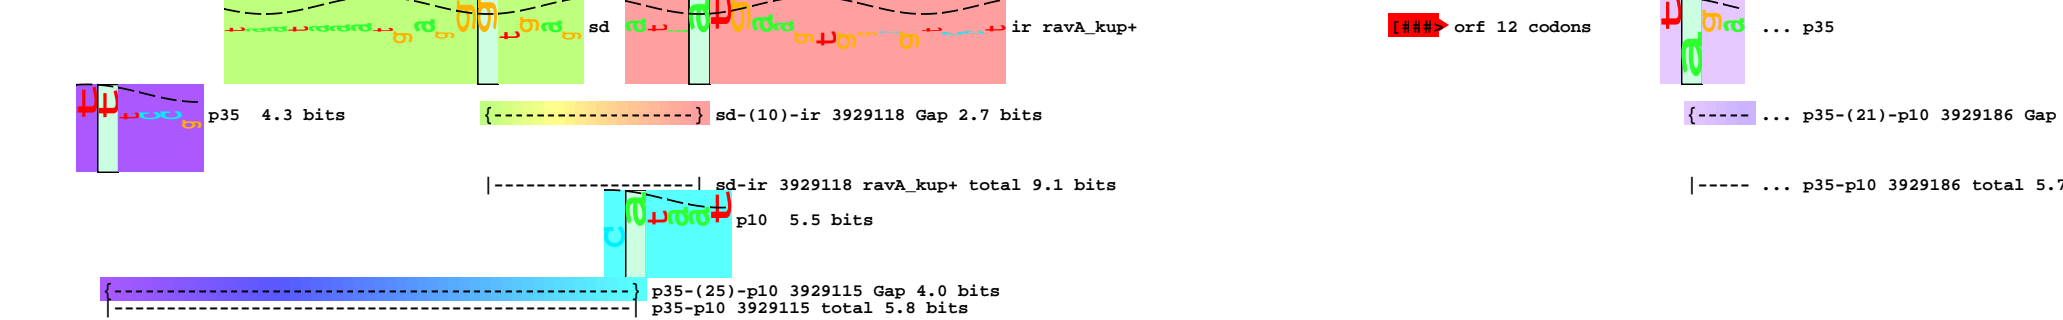 sd
ir ravA_kup+
[###> orf 12 codons
... p35
p35 4.3 bits
{-------------------} sd-(10)-ir 3929118 Gap 2.7 bits
{----- ... p35-(21)-p10 3929186 Gap
|-------------------| sd-ir 3929118 ravA_kup+ total 9.1 bits
|----- ... p35-p10 3929186 total 5.7
p10 5.5 bits
{-------------------------------------------------} p35-(25)-p10 3929115 Gap 4.0 bits
|-------------------------------------------------| p35-p10 3929115 total 5.8 bits